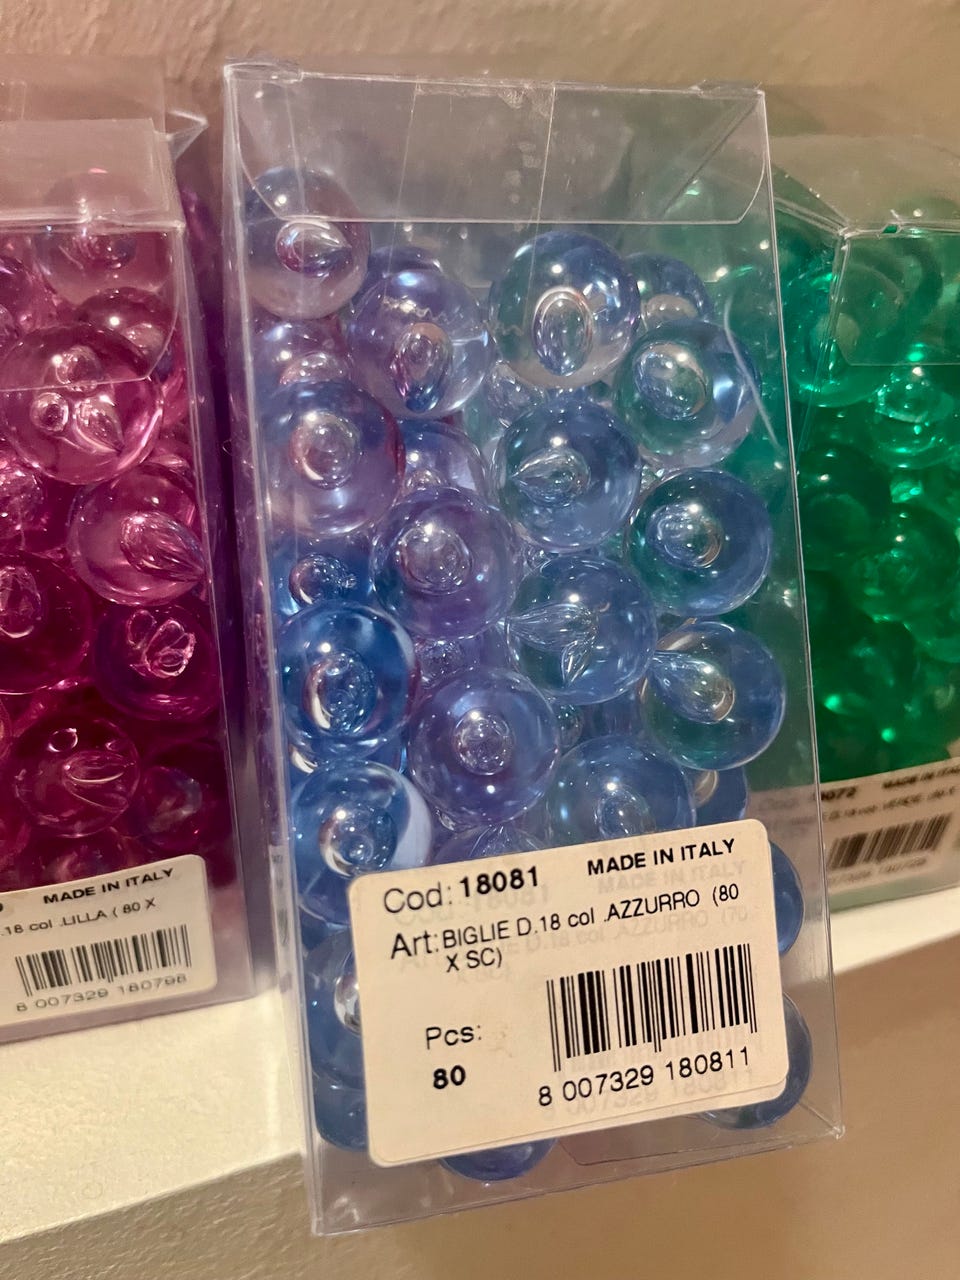 MADE IN ITALY
.18 col .LILLA ( 80 X
8 007329 180798
Cod: 18081 MADE IN ITALY
Art: BIGLIE D.18 col .AZZURRO (80
X SC)
Pcs:
80
8 007329 180811
MADE IN